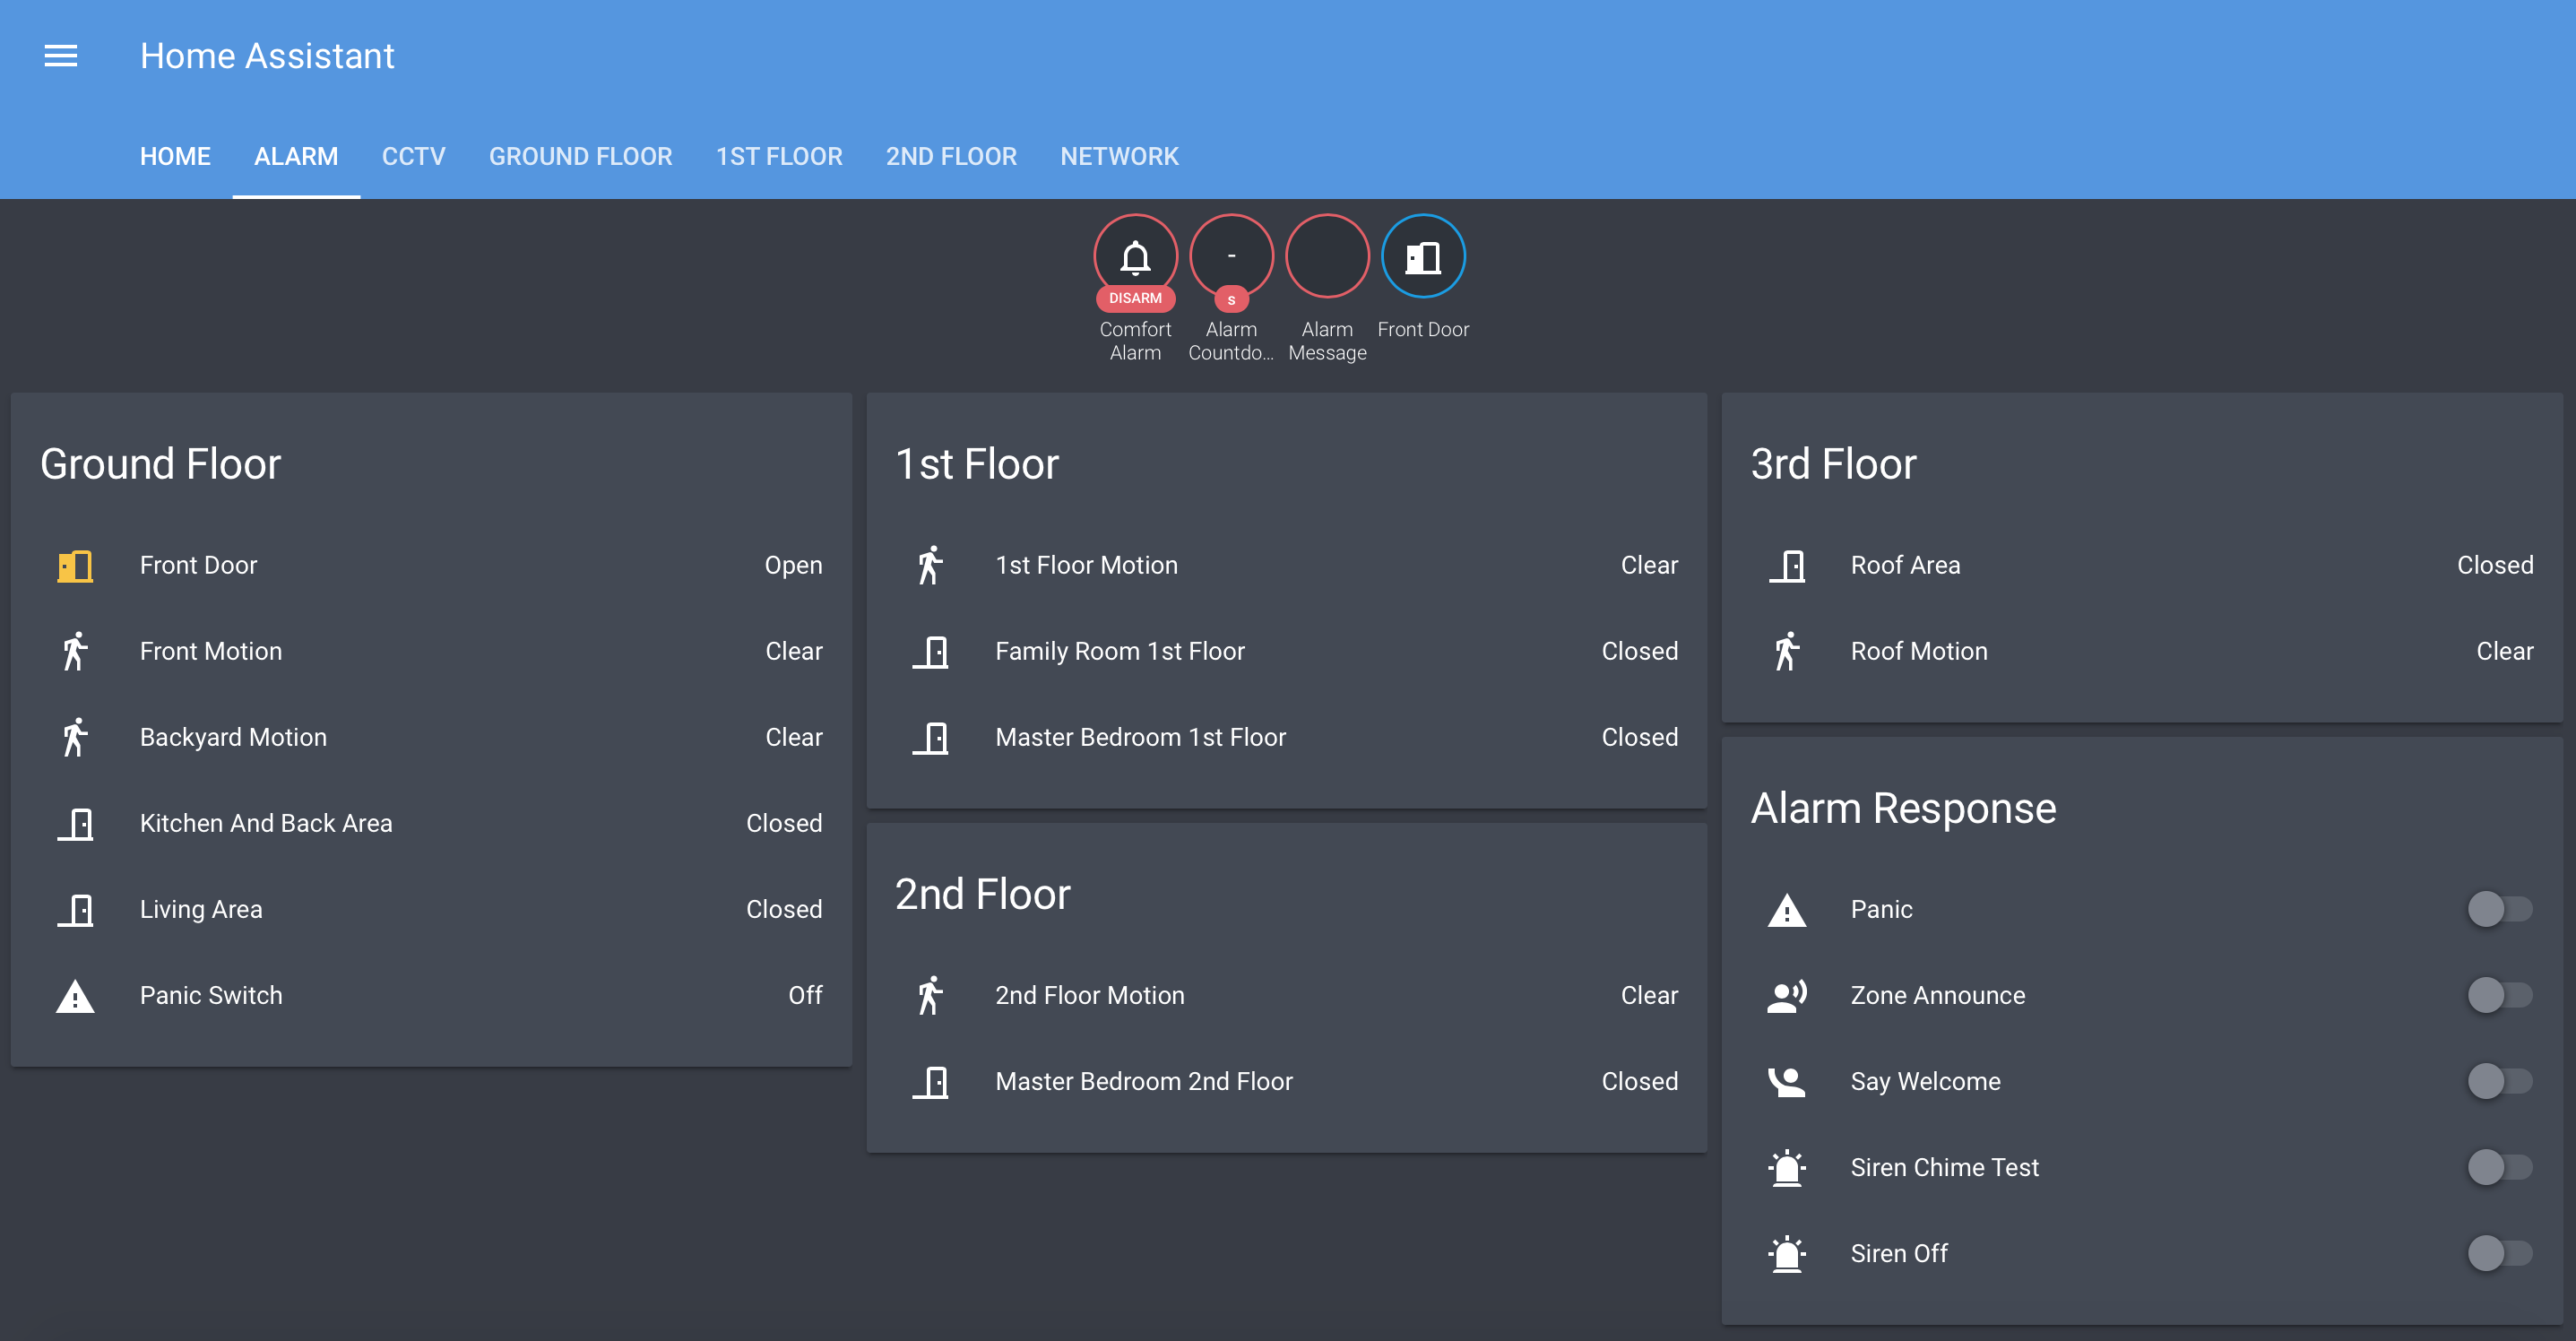 Home Assistant
HOME ALARM CCTV GROUND FLOOR 1ST FLOOR 2ND FLOOR NETWORK
DISARM
Comfort
Alarm
-
s
Alarm
Countdo...
Alarm
Message
Front Door
Ground Floor
Front Door Open
Front Motion Clear
Backyard Motion Clear
Kitchen And Back Area Closed
Living Area Closed
Panic Switch Off
1st Floor
1st Floor Motion Clear
Family Room 1st Floor Closed
Master Bedroom 1st Floor Closed
2nd Floor
2nd Floor Motion Clear
Master Bedroom 2nd Floor Closed
3rd Floor
Roof Area Closed
Roof Motion Clear
Alarm Response
Panic
Zone Announce
Say Welcome
Siren Chime Test
Siren Off